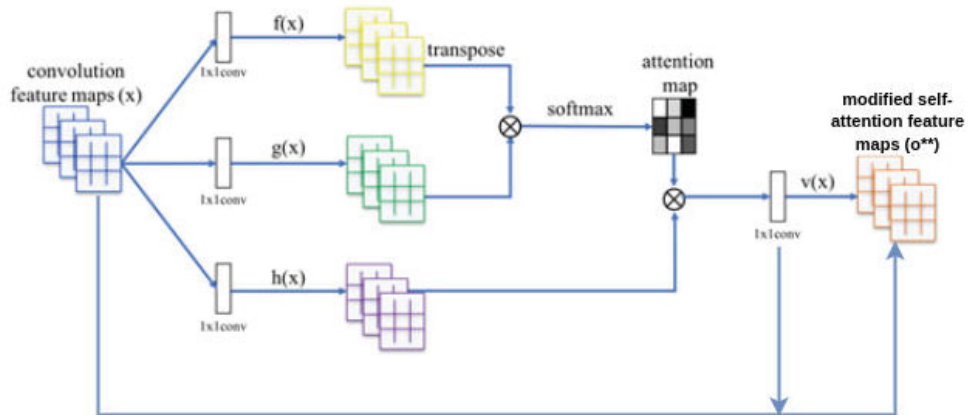 f(x)
1x1conv
transpose
convolution
feature maps (x)
attention
map
softmax
modified self-
attention feature
maps (o**)
g(x)
1x1conv
v(x)
1x1conv
h(x)
1x1conv